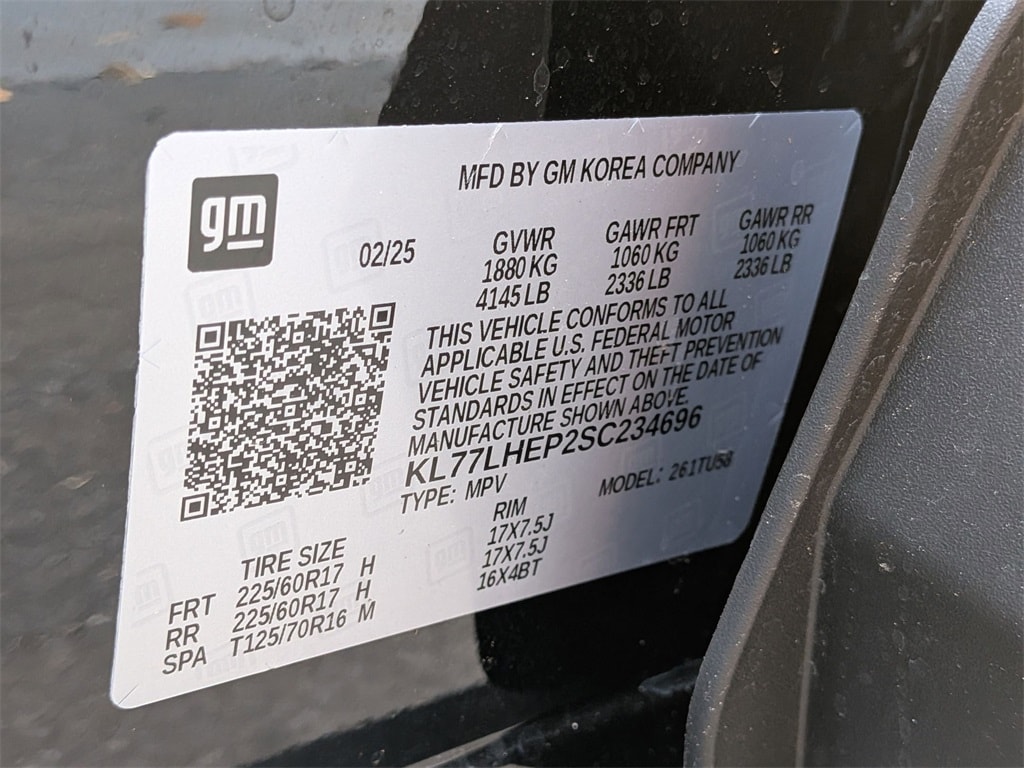 gm
MFD BY GM KOREA COMPANY
02/25
GVWR
1880 KG
4145 LB
GAWR FRT
1060 KG
2336 LB
GAWR RR
1060 KG
2336 LB
THIS VEHICLE CONFORMS TO ALL
APPLICABLE U.S. FEDERAL MOTOR
VEHICLE SAFETY AND THEFT PREVENTION
STANDARDS IN EFFECT ON THE DATE OF
MANUFACTURE SHOWN ABOVE.
KL77LHEP2SC234696
TYPE: MPV
MODEL: 261TU58
TIRE SIZE
RIM
FRT 225/60R17 H 17X7.5J
RR 225/60R17 H 17X7.5J
SPA T125/70R16 M 16X4BT